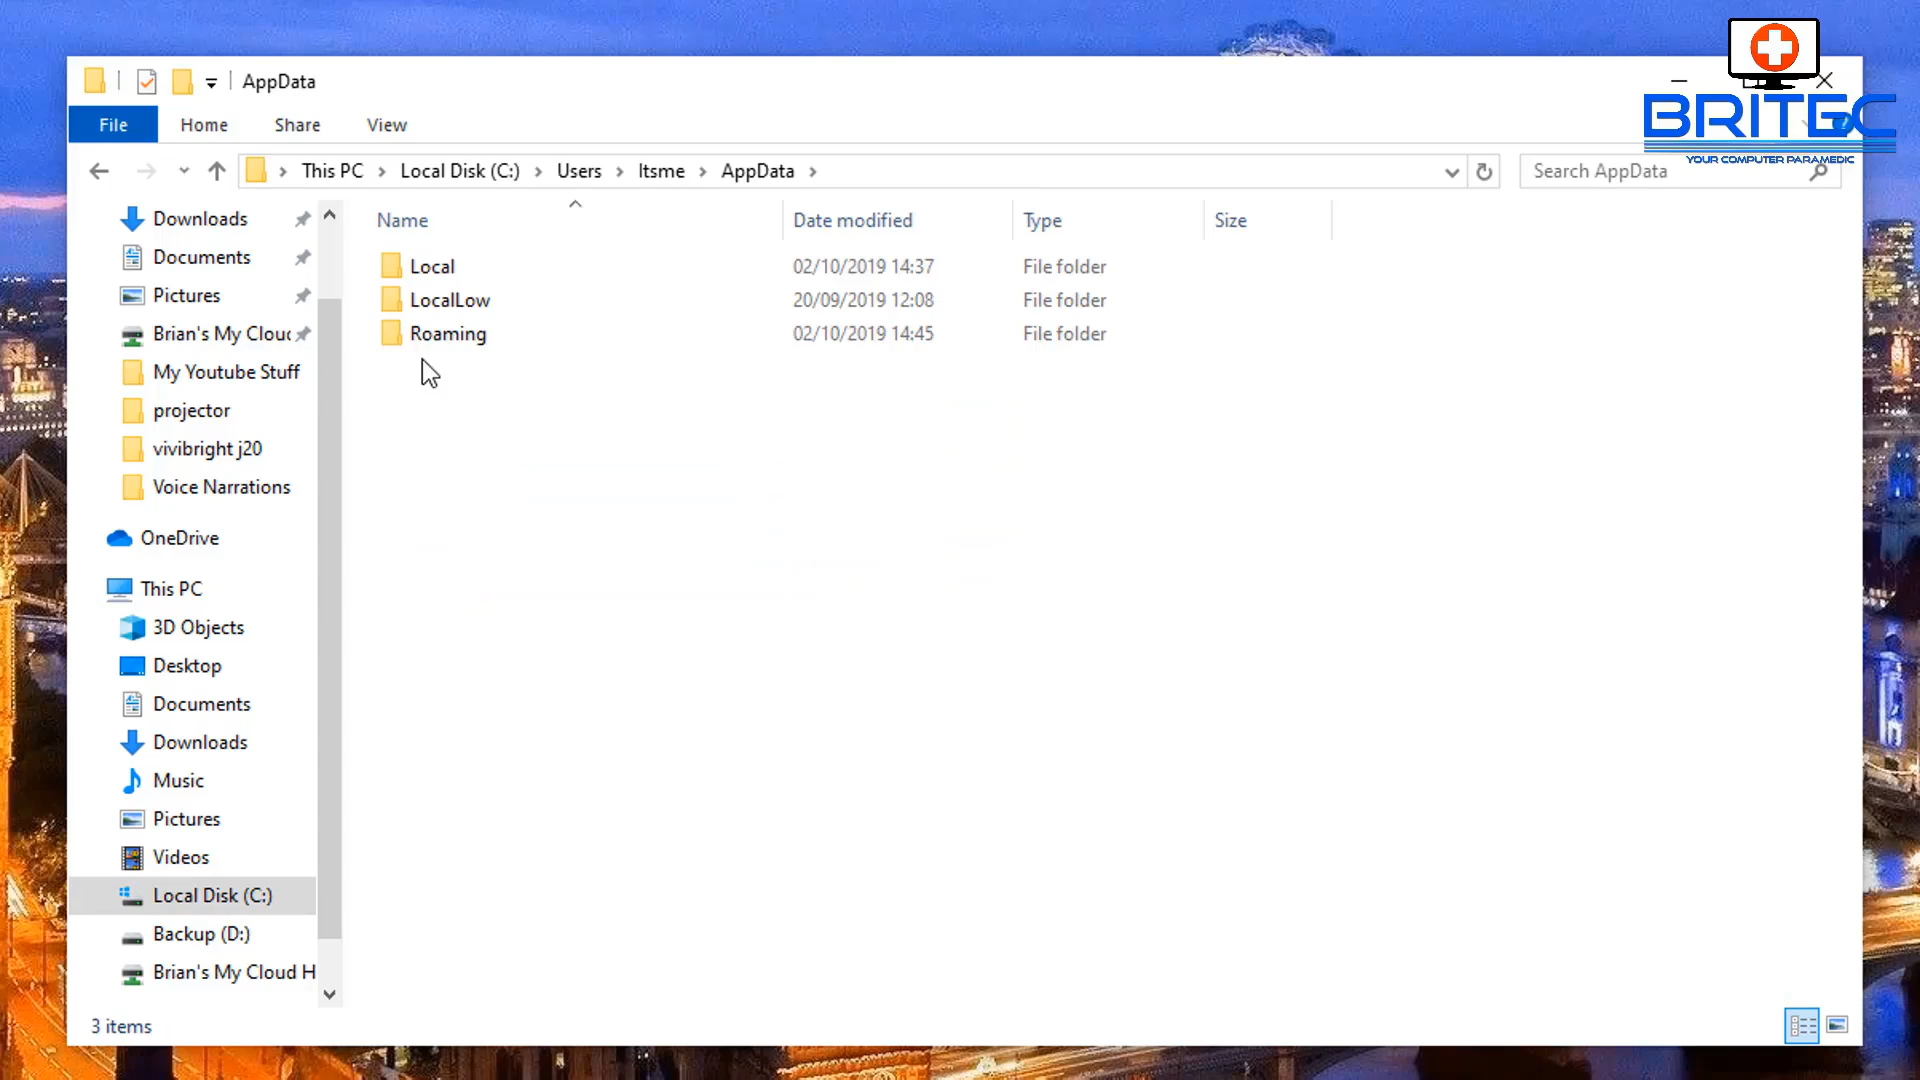 AppData
File Home Share View
BRITEC
YOUR COMPUTER PARAMEDIC
This PC > Local Disk (C:) > Users > Itsme > AppData >
Search AppData
Name Date modified Type Size
Local 02/10/2019 14:37 File folder
LocalLow 20/09/2019 12:08 File folder
Roaming 02/10/2019 14:45 File folder
Downloads
Documents
Pictures
Brian's My Clou
My Youtube Stuff
projector
vivibright j20
Voice Narrations
OneDrive
This PC
3D Objects
Desktop
Documents
Downloads
Music
Pictures
Videos
Local Disk (C:)
Backup (D:)
Brian's My Cloud H
3 items